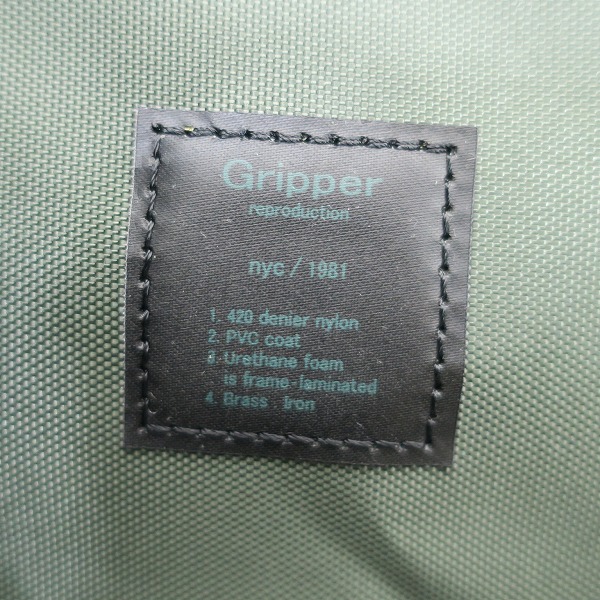 Gripper
reproduction
nyc / 1981
1. 420 denier nylon
2. PVC coat
3. Urethane foam
is frame-laminated
4. Brass . Iron